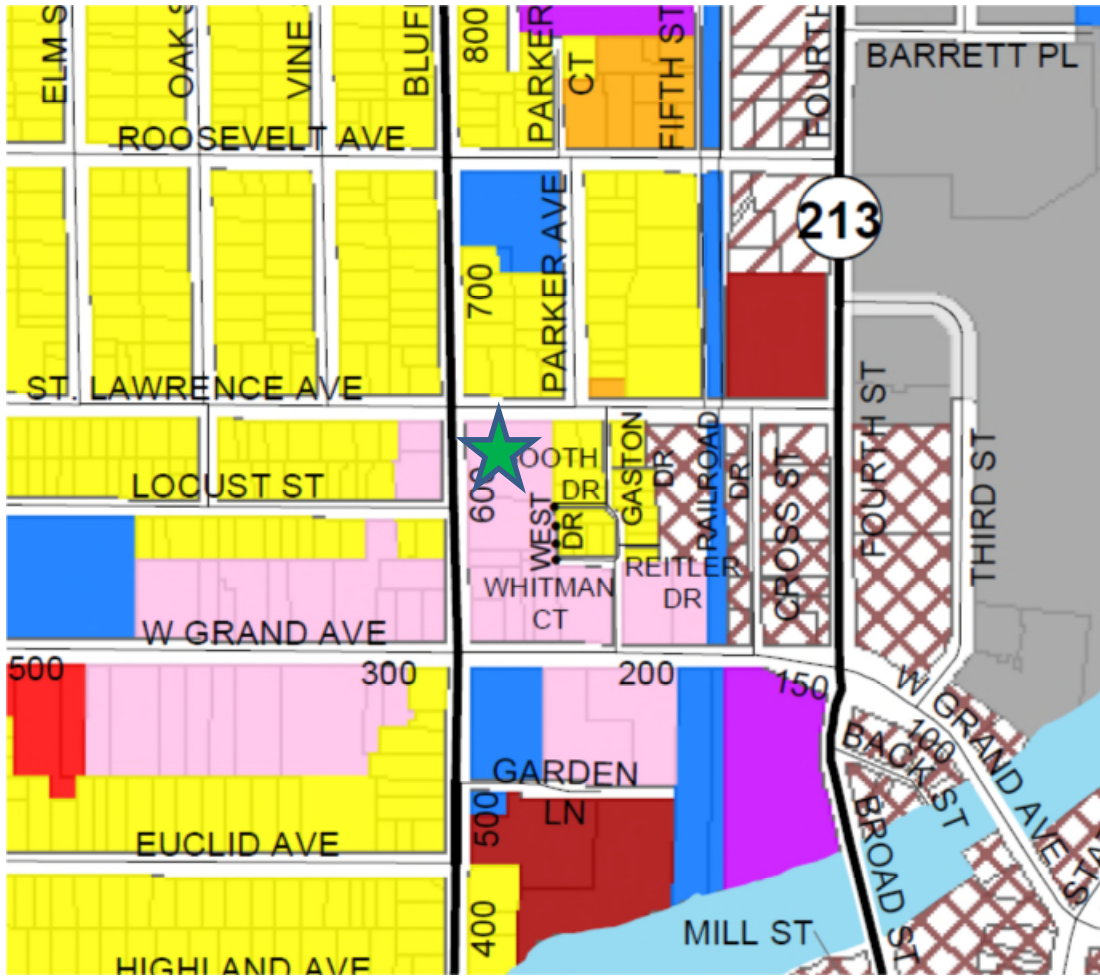 ELM S
OAK S
VINE
BLUFF
800
PARKER
CT
FIFTH ST
FOURTH
BARRETT PL
ROOSEVELT AVE
213
PARKER AVE
700
ST. LAWRENCE AVE
FOURTH ST
THIRD ST
LOCUST ST
600
OOTH
DR
WEST
DR
GASTON
DR
RAILROAD
DR
CROSS ST
REITLER
DR
WHITMAN
CT
W GRAND AVE
500
300
200
150
W GRAND AVE
100
BACK ST
GARDEN
LN
500
EUCLID AVE
BROAD ST
400
MILL ST
HIGHLAND AVE